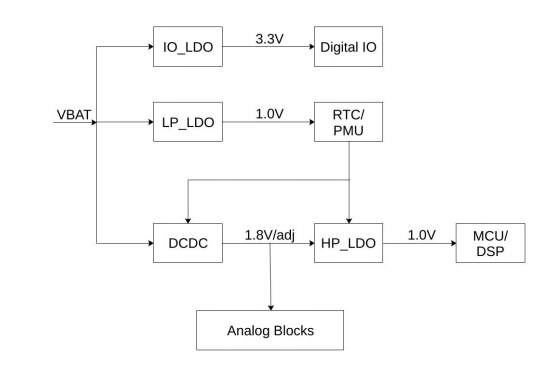 IO_LDO
3.3V
Digital IO
VBAT
LP_LDO
1.0V
RTC/
PMU
DCDC
1.8V/adj
HP_LDO
1.0V
MCU/
DSP
Analog Blocks